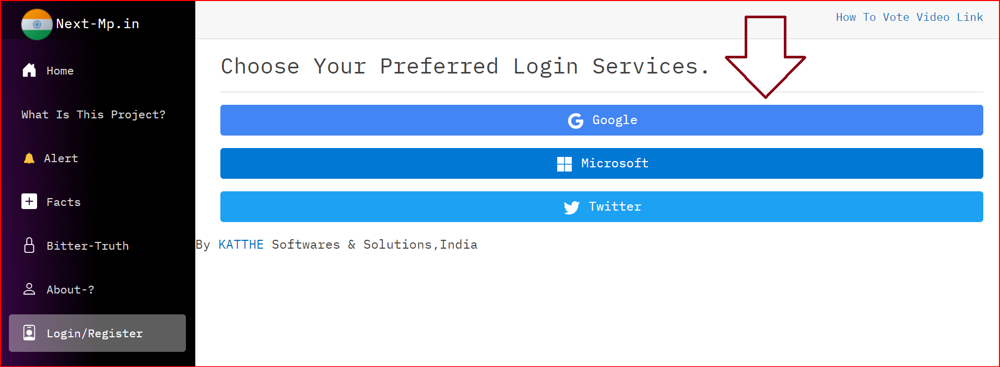 Next-Mp.in
Home
What Is This Project?
Alert
Facts
Bitter-Truth
About-?
Login/Register
How To Vote Video Link
Choose Your Preferred Login Services.
Google
Microsoft
Twitter
By KATTHE Softwares & Solutions,India